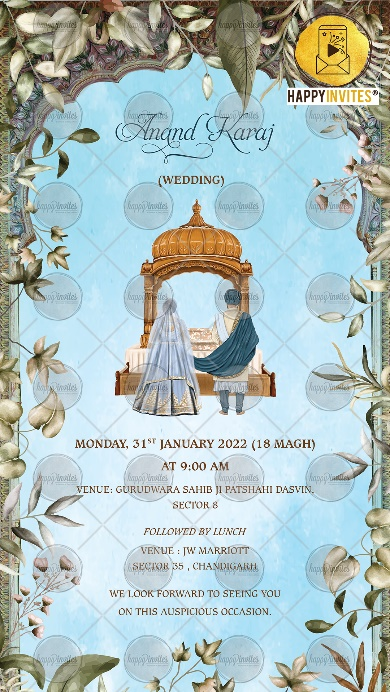 HAPPYINVITES®
Anand Karaj
(WEDDING)
MONDAY, 31ST JANUARY 2022 (18 MAGH)
AT 9:00 AM
VENUE: GURUDWARA SAHIB JI PATSHAHI DASVIN,
SECTOR 8
FOLLOWED BY LUNCH
VENUE : JW MARRIOTT
SECTOR 35 , CHANDIGARH
WE LOOK FORWARD TO SEEING YOU
ON THIS AUSPICIOUS OCCASION.
happy invites